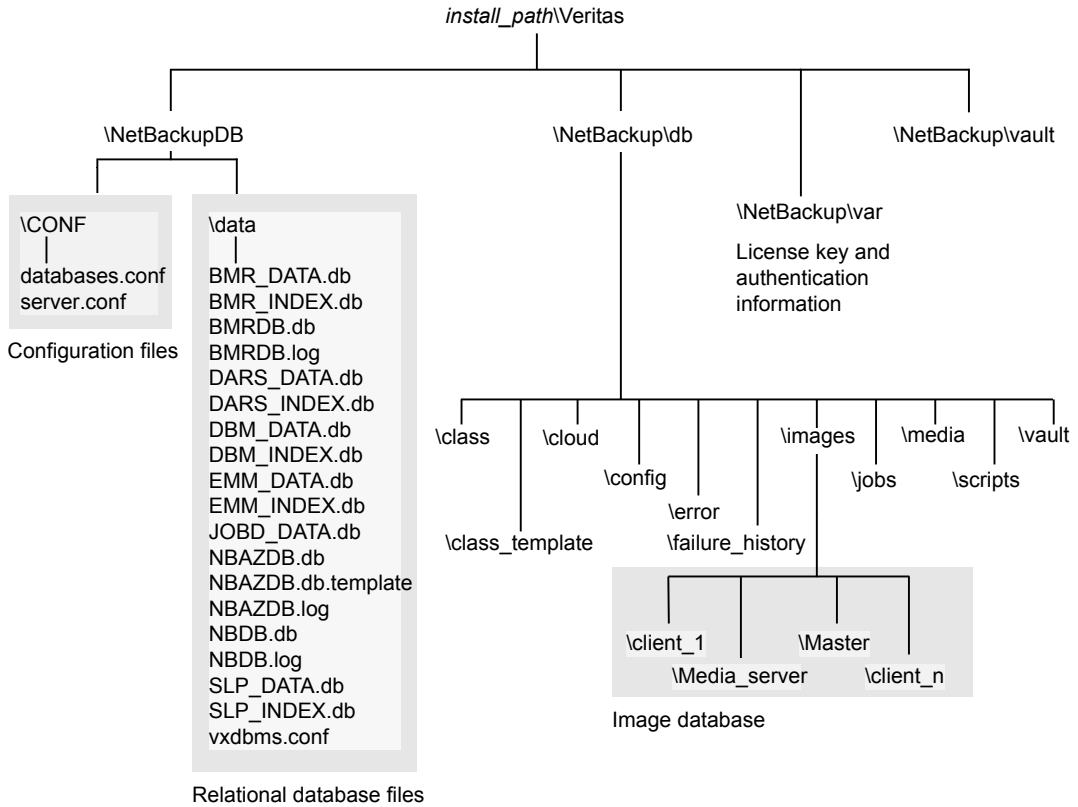 install_path\Veritas
\NetBackupDB
\NetBackup\db
\NetBackup\vault
\NetBackup\var
License key and
authentication
information
\CONF
databases.conf
server.conf
Configuration files
\data
BMR_DATA.db
BMR_INDEX.db
BMRDB.db
BMRDB.log
DARS_DATA.db
DARS_INDEX.db
DBM_DATA.db
DBM_INDEX.db
EMM_DATA.db
EMM_INDEX.db
JOBD_DATA.db
NBAZDB.db
NBAZDB.db.template
NBAZDB.log
NBDB.db
NBDB.log
SLP_DATA.db
SLP_INDEX.db
vxdbms.conf
Relational database files
\class
\cloud
\images
\media
\vault
\config
\jobs
\scripts
\error
\class_template
\failure_history
\client_1
\Master
\Media_server
\client_n
Image database